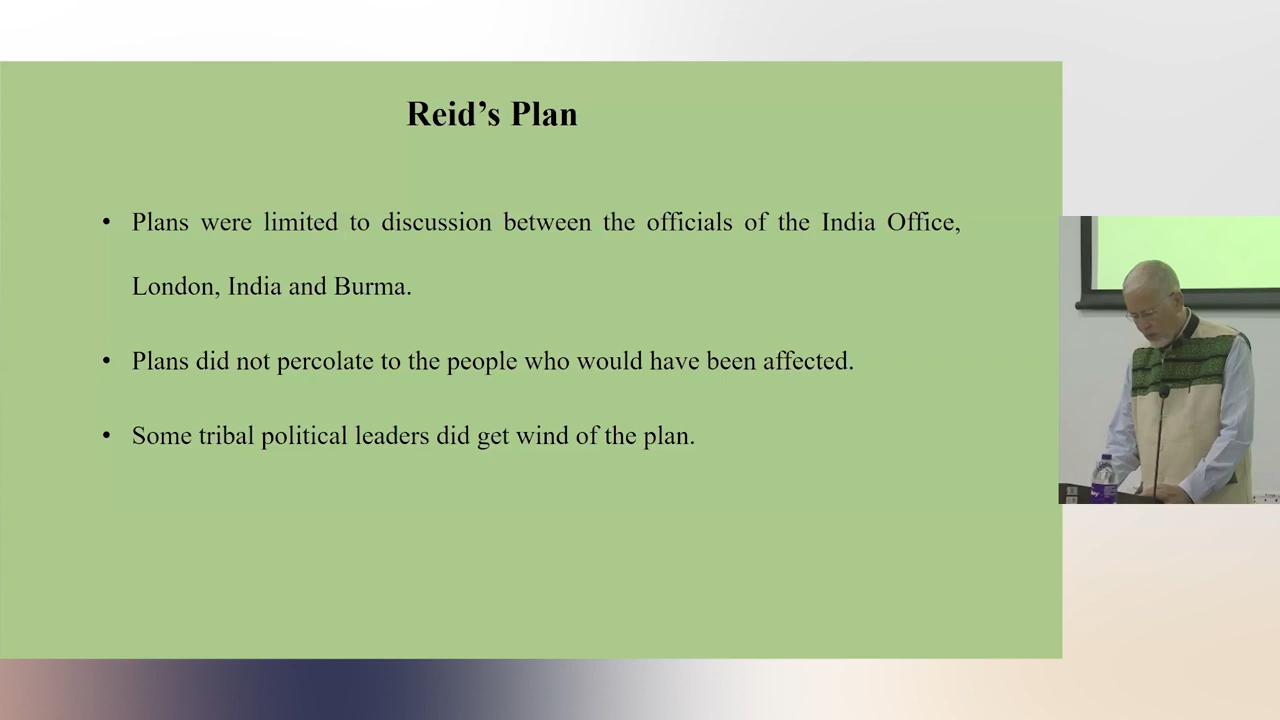 Reid’s Plan
• Plans were limited to discussion between the officials of the India Office,
London, India and Burma.
• Plans did not percolate to the people who would have been affected.
• Some tribal political leaders did get wind of the plan.